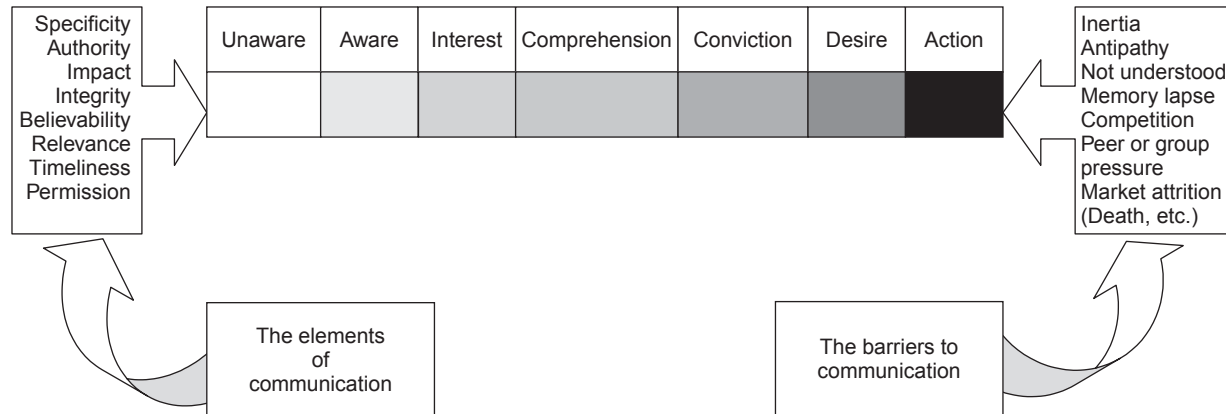 Specificity
Authority
Impact
Integrity
Believability
Relevance
Timeliness
Permission
Unaware Aware Interest Comprehension Conviction Desire Action
Inertia
Antipathy
Not understood
Memory lapse
Competition
Peer or group
pressure
Market attrition
(Death, etc.)
The elements
of
communication
The barriers to
communication